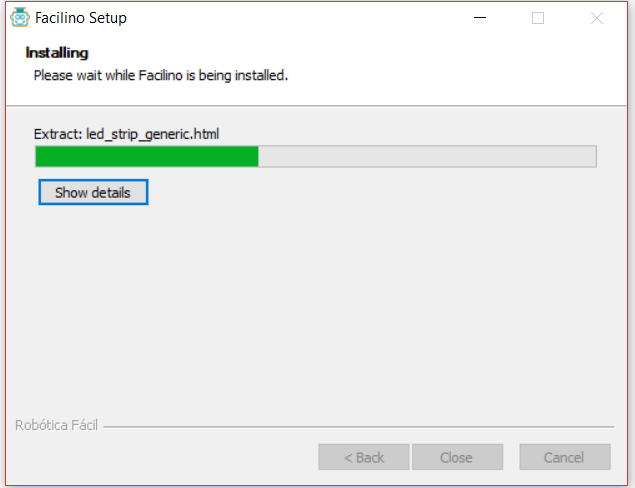 Facilino Setup
Installing
Please wait while Facilino is being installed.
Extract: led_strip_generic.html
Show details
Robótica Fácil
< Back
Close
Cancel